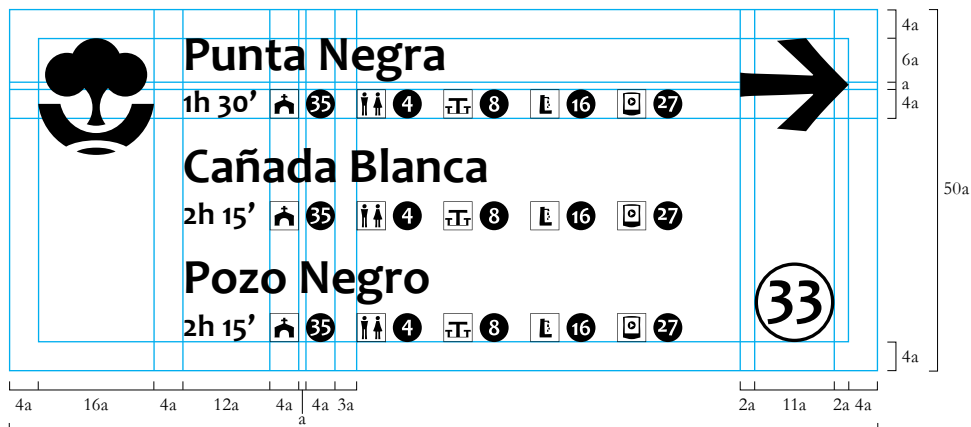 Punta Negra
1h 30’ 35 4 8 16 27
Cañada Blanca
2h 15’ 35 4 8 16 27
Pozo Negro
2h 15’ 35 4 8 16 27
33
4a
6a
a
4a
50a
4a
4a 16a 4a 12a 4a a 4a 3a 2a 11a 2a 4a